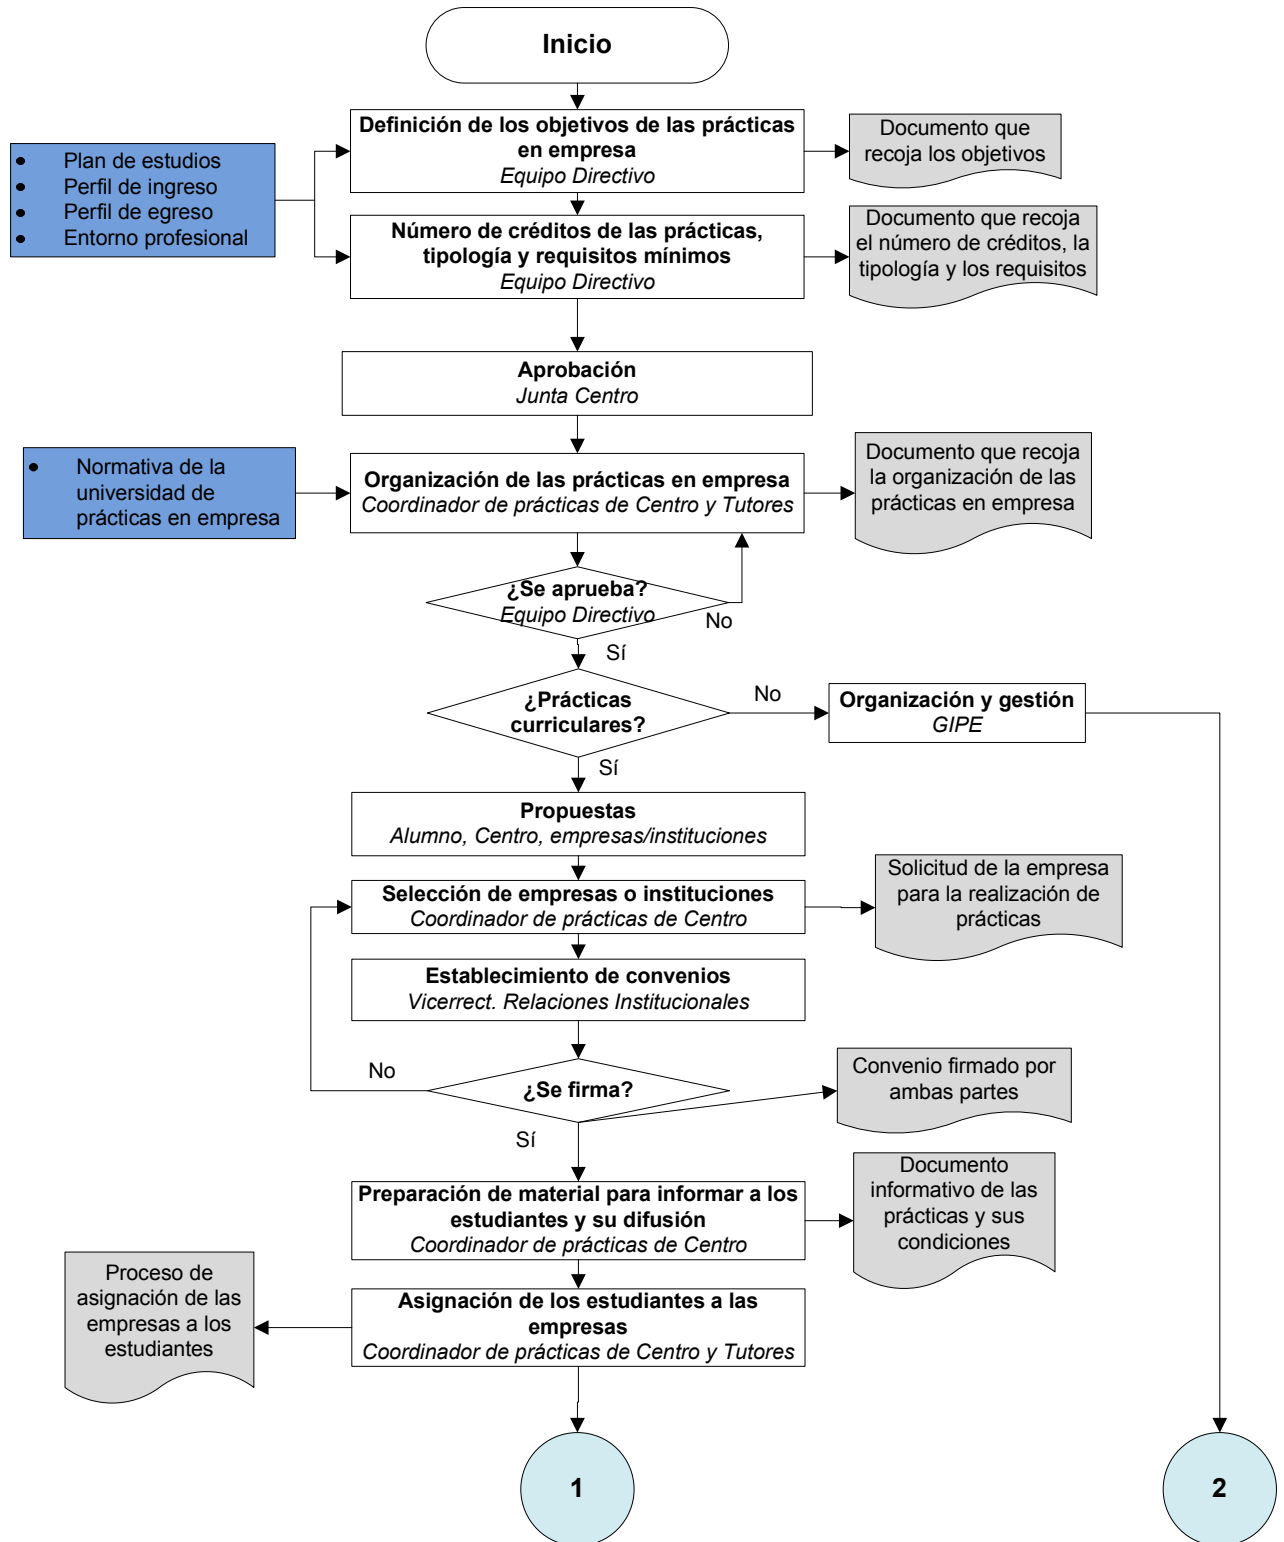 Inicio
Definición de los objetivos de las prácticas
en empresa
Equipo Directivo
Documento que
recoja los objetivos
• Plan de estudios
• Perfil de ingreso
• Perfil de egreso
• Entorno profesional
Número de créditos de las prácticas,
tipología y requisitos mínimos
Equipo Directivo
Documento que recoja
el número de créditos, la
tipología y los requisitos
Aprobación
Junta Centro
• Normativa de la
universidad de
prácticas en empresa
Organización de las prácticas en empresa
Coordinador de prácticas de Centro y Tutores
Documento que recoja
la organización de las
prácticas en empresa
¿Se aprueba?
Equipo Directivo
No
Sí
¿Prácticas
curriculares?
No
Organización y gestión
GIPE
Sí
Propuestas
Alumno, Centro, empresas/instituciones
Selección de empresas o instituciones
Coordinador de prácticas de Centro
Solicitud de la empresa
para la realización de
prácticas
Establecimiento de convenios
Vicerrect. Relaciones Institucionales
No
¿Se firma?
Convenio firmado por
ambas partes
Sí
Preparación de material para informar a los
estudiantes y su difusión
Coordinador de prácticas de Centro
Documento
informativo de las
prácticas y sus
condiciones
Proceso de
asignación de las
empresas a los
estudiantes
Asignación de los estudiantes a las
empresas
Coordinador de prácticas de Centro y Tutores
1
2